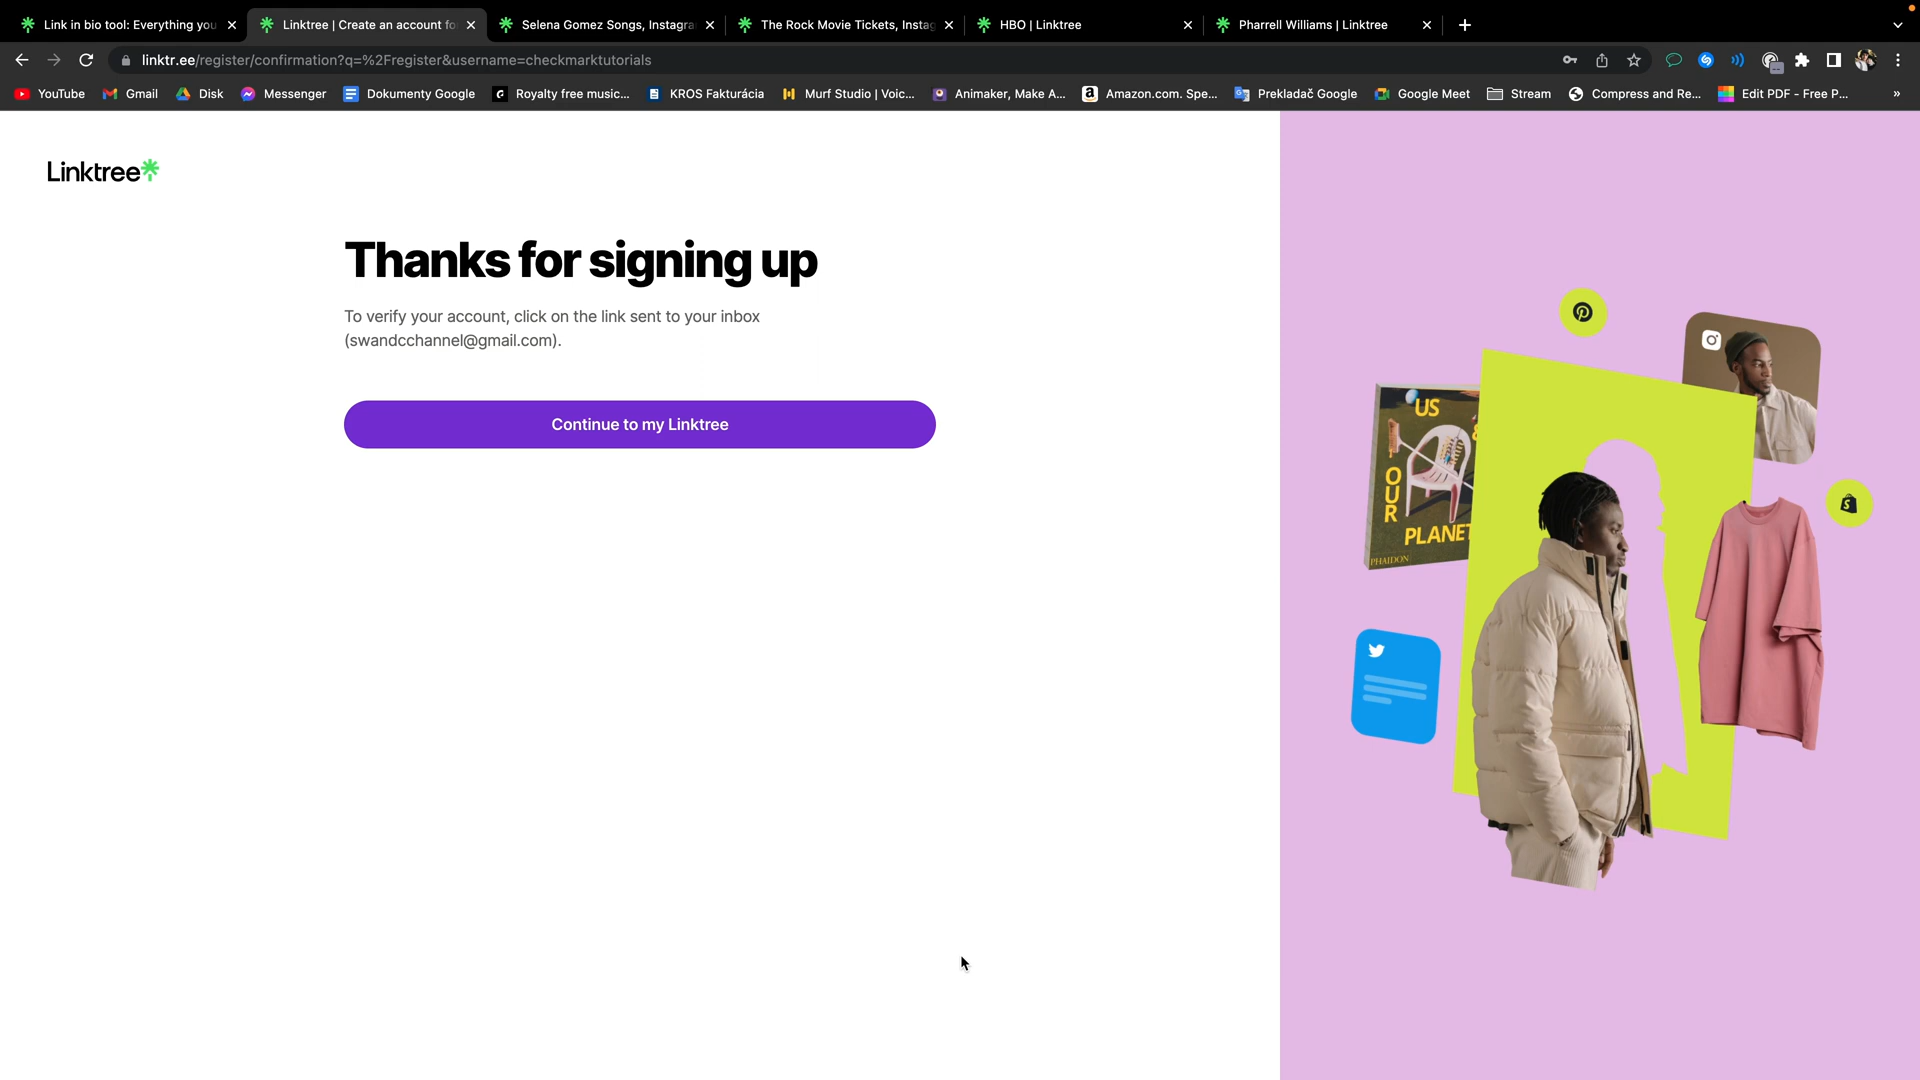 Link in bio tool: Everything you
Linktree | Create an account fo
Selena Gomez Songs, Instagra
The Rock Movie Tickets, Instag
HBO | Linktree
Pharrell Williams | Linktree
linktr.ee/register/confirmation?q=%2Fregister&username=checkmarktutorials
YouTube
Gmail
Disk
Messenger
Dokumenty Google
Royalty free music...
KROS Fakturácia
Murf Studio | Voic...
Animaker, Make A...
Amazon.com. Spe...
Prekladač Google
Google Meet
Stream
Compress and Re...
Edit PDF - Free P...
»
Linktree
Thanks for signing up
To verify your account, click on the link sent to your inbox
(swandcchannel@gmail.com).
Continue to my Linktree
US
&
OUR
PLANET
PHAIDON